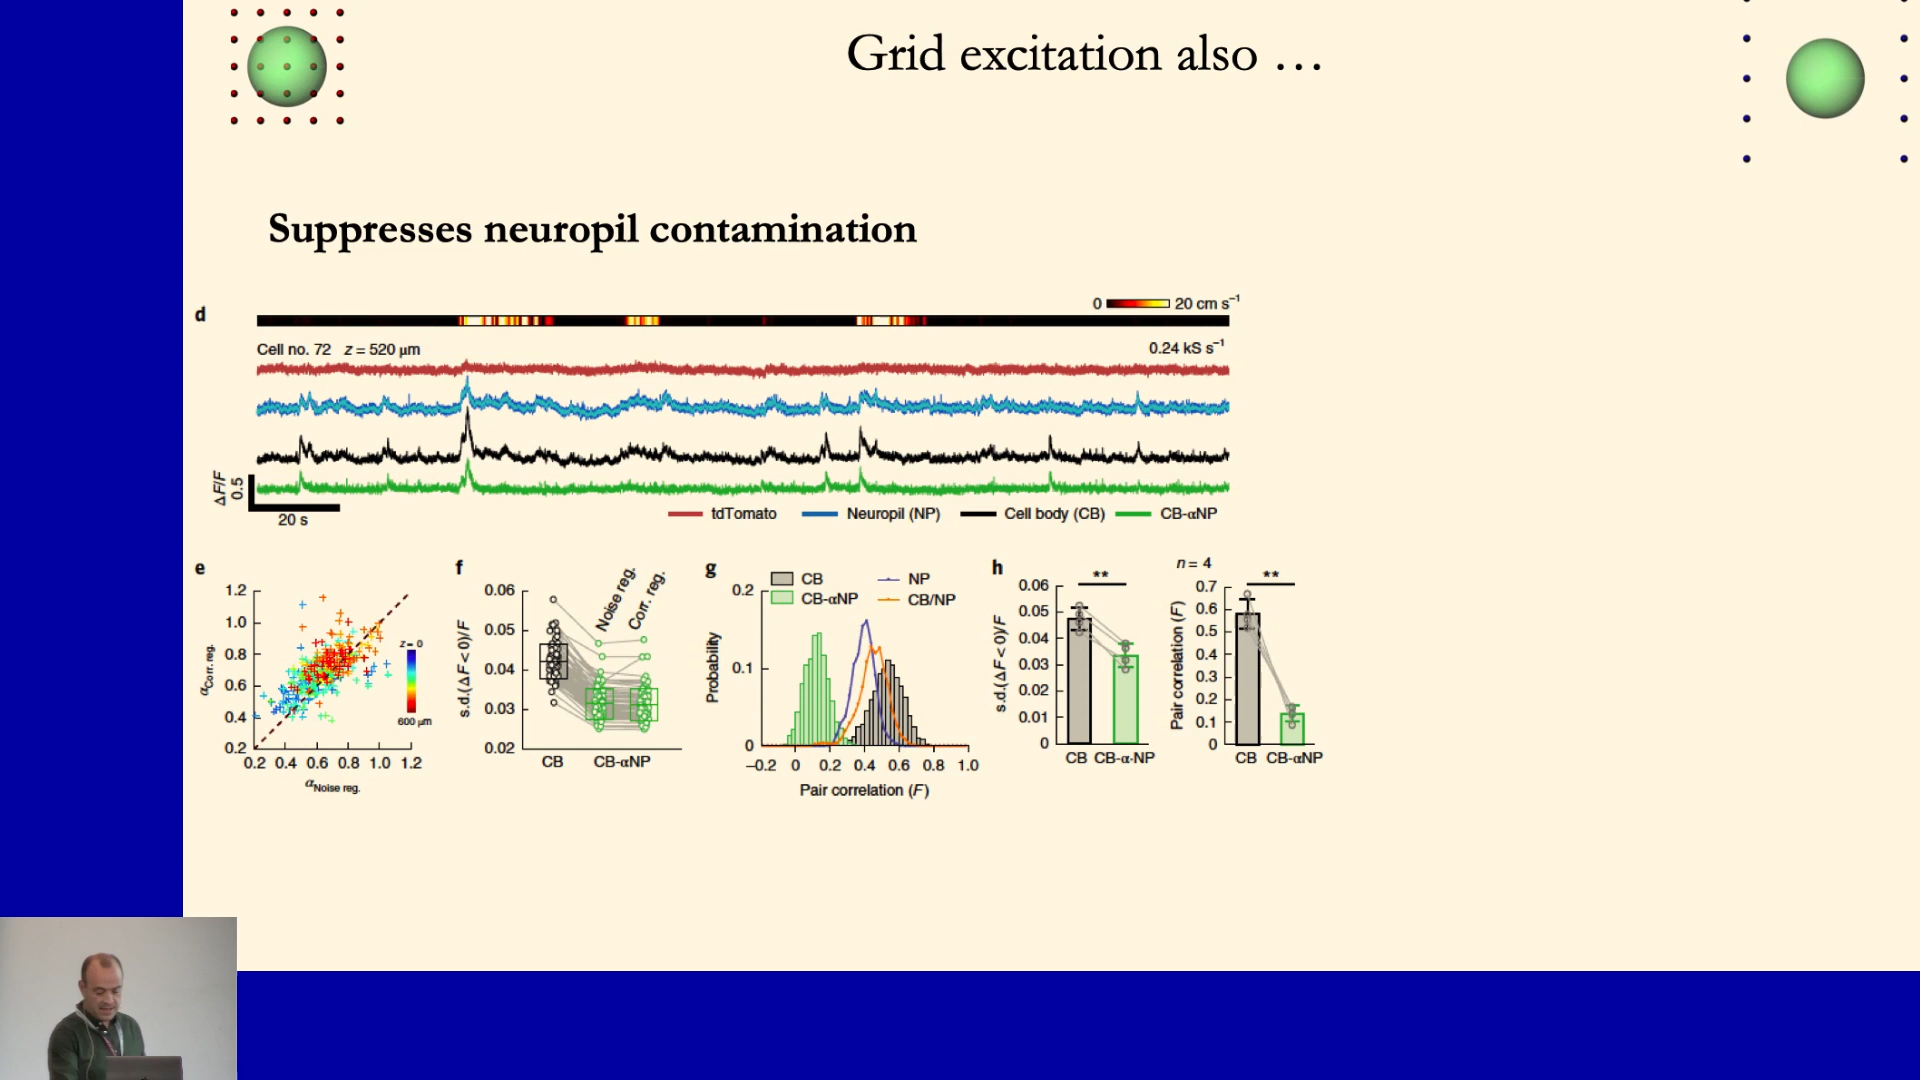 Grid excitation also …
Suppresses neuropil contamination
d
0 20 cm s⁻¹
Cell no. 72 z = 520 μm
0.24 kS s⁻¹
ΔF/F
0.5
20 s
tdTomato Neuropil (NP) Cell body (CB) CB-αNP
e
1.2
1.0
0.8
0.6
0.4
0.2
αCorr. reg.
z = 0
600 μm
0.2 0.4 0.6 0.8 1.0 1.2
αNoise reg.
f
Noise reg.
Corr. reg.
0.06
0.05
0.04
0.03
0.02
s.d.(ΔF < 0)/F
CB CB-αNP
g
CB NP
CB-αNP CB/NP
0.2
0.1
0
Probability
−0.2 0 0.2 0.4 0.6 0.8 1.0
Pair correlation (F)
h
n = 4
**
0.06
0.05
0.04
0.03
0.02
0.01
0
s.d.(ΔF < 0)/F
CB CB-α-NP
**
0.7
0.6
0.5
0.4
0.3
0.2
0.1
0
Pair correlation (F)
CB CB-αNP